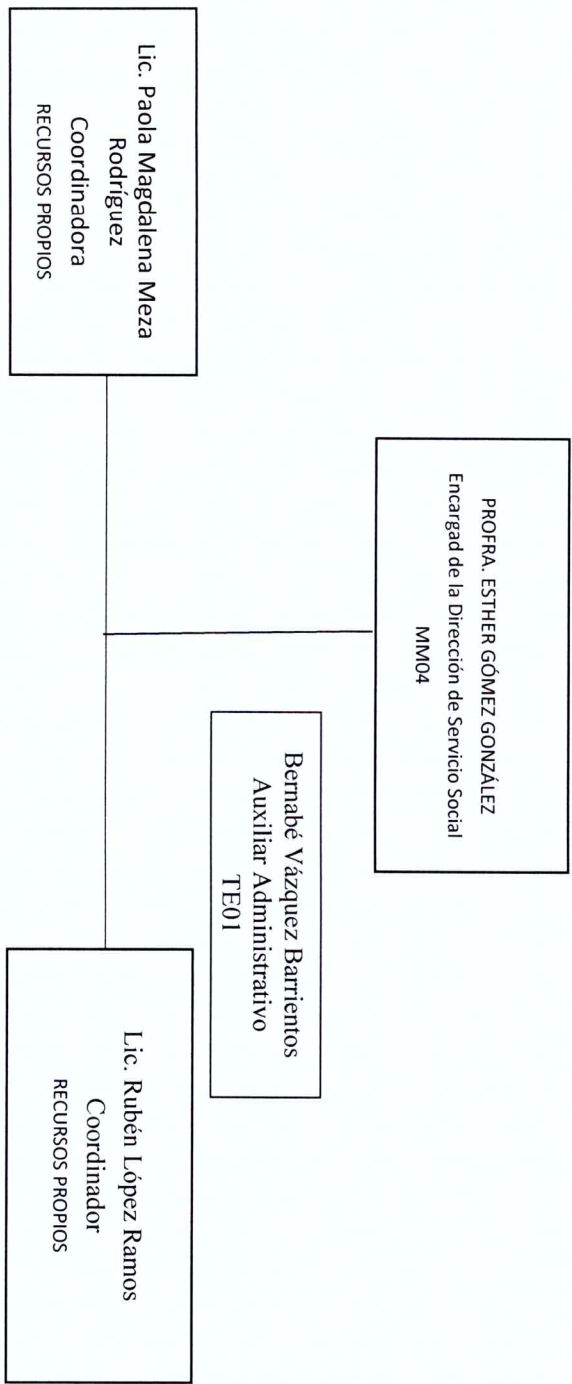 PROFRA. ESTHER GÓMEZ GONZÁLEZ
Encargad de la Dirección de Servicio Social
MM04
Bernabé Vázquez Barrientos
Auxiliar Administrativo
TE01
Lic. Paola Magdalena Meza
Rodríguez
Coordinadora
RECURSOS PROPIOS
Lic. Rubén López Ramos
Coordinador
RECURSOS PROPIOS